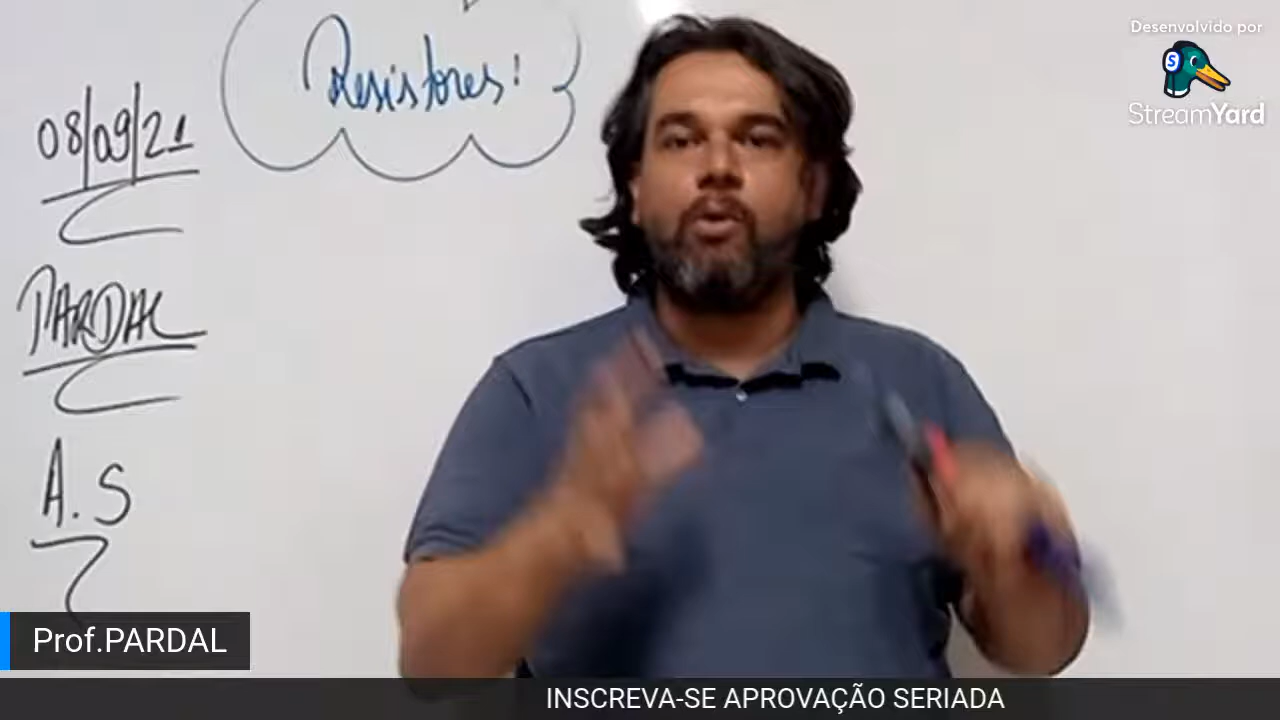 Desenvolvido por
StreamYard
Resistores!
08/09/21
PARDAL
A.S
Prof.PARDAL
INSCREVA-SE APROVAÇÃO SERIADA